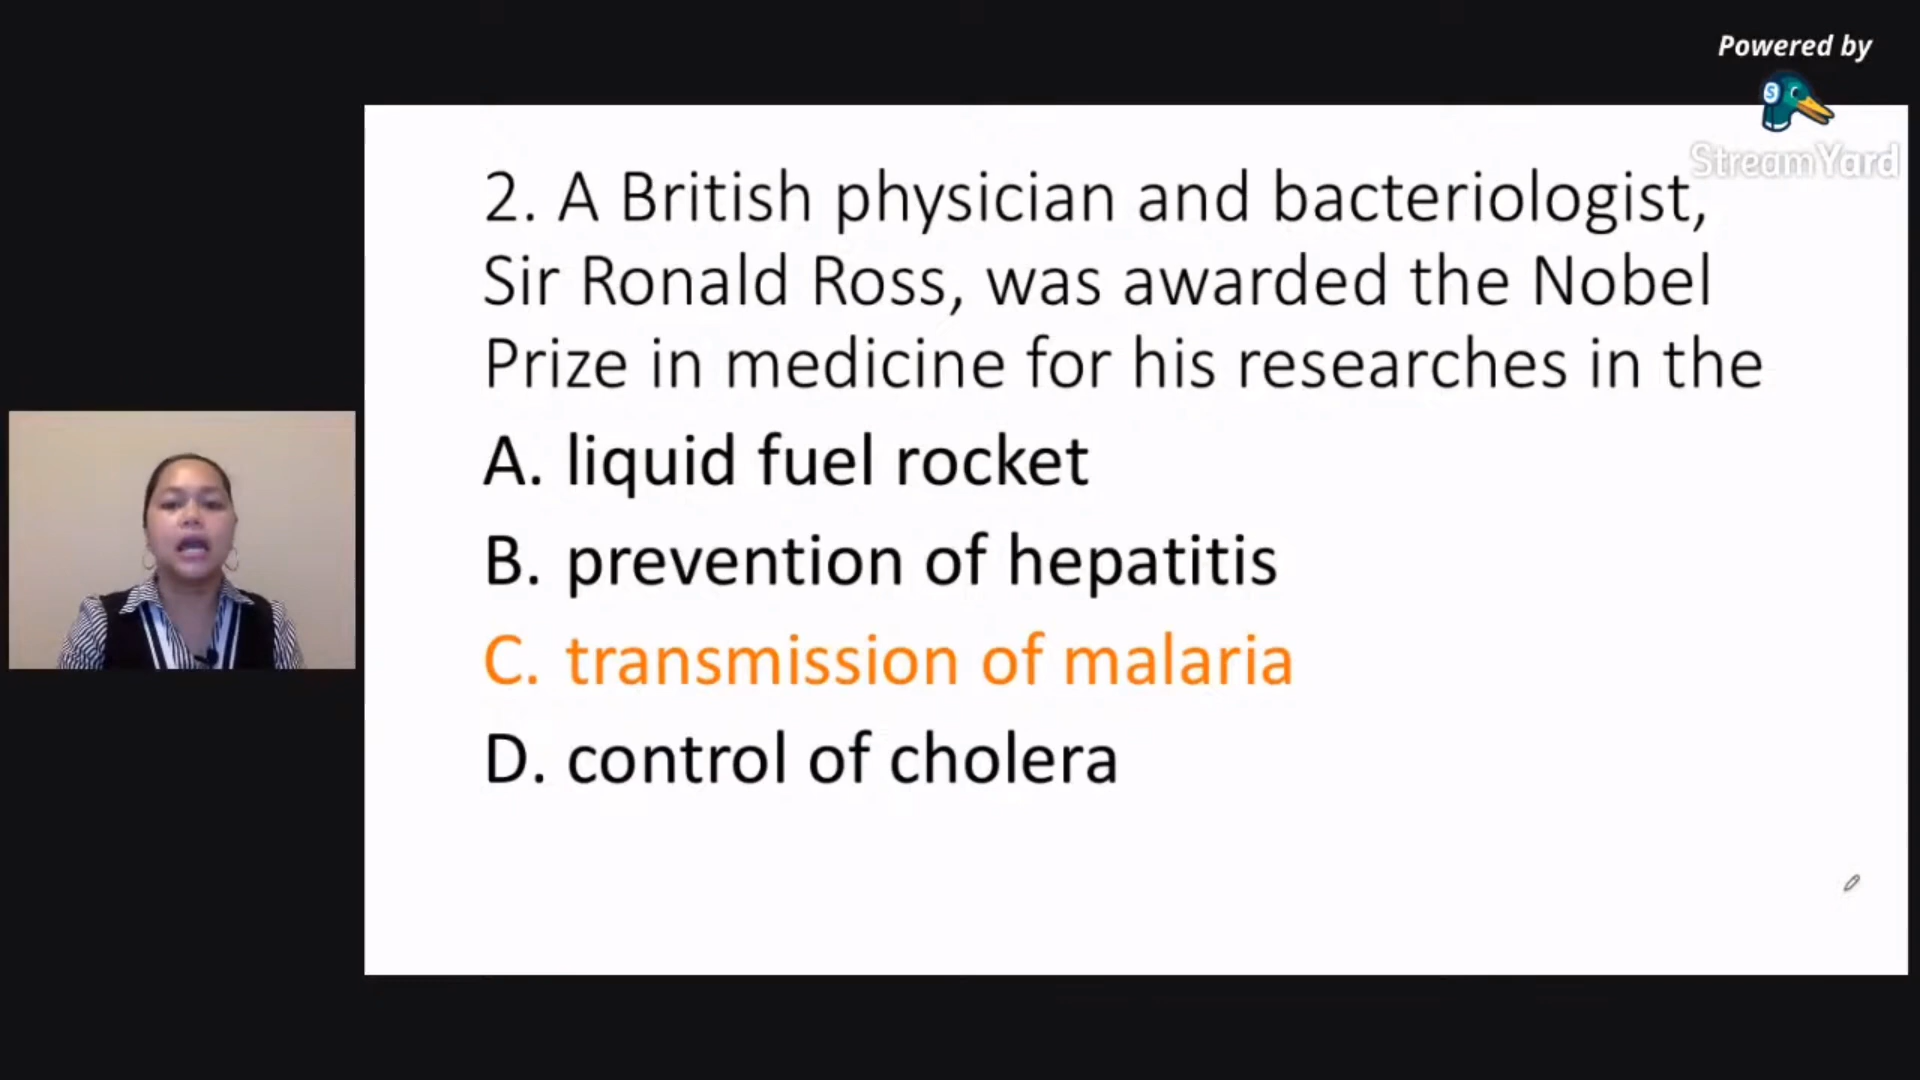 Powered by
StreamYard
2. A British physician and bacteriologist,
Sir Ronald Ross, was awarded the Nobel
Prize in medicine for his researches in the
A. liquid fuel rocket
B. prevention of hepatitis
C. transmission of malaria
D. control of cholera